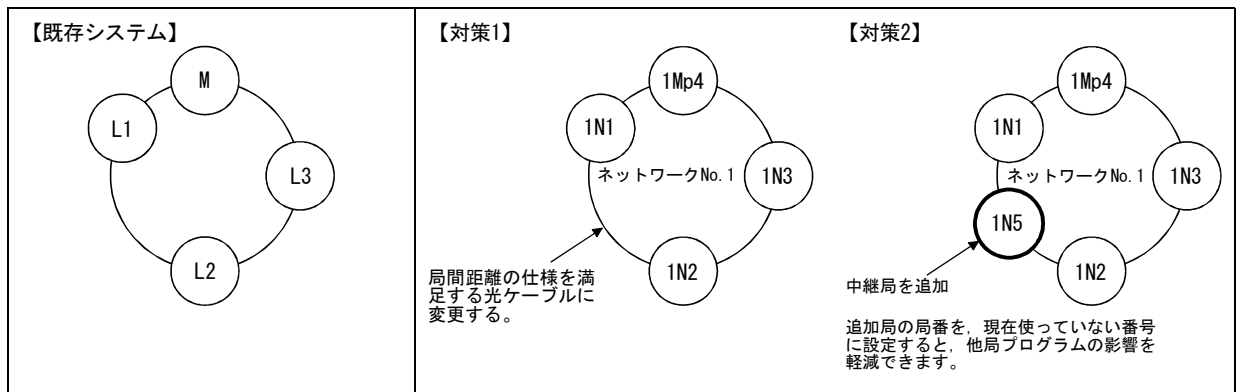 【既存システム】
M
L1
L3
L2
【対策1】
1Mp4
1N1
ネットワークNo.1
1N3
1N2
局間距離の仕様を満
足する光ケーブルに
変更する。
【対策2】
1Mp4
1N1
ネットワークNo.1
1N3
1N5
1N2
中継局を追加
追加局の局番を，現在使っていない番号
に設定すると，他局プログラムの影響を
軽減できます。